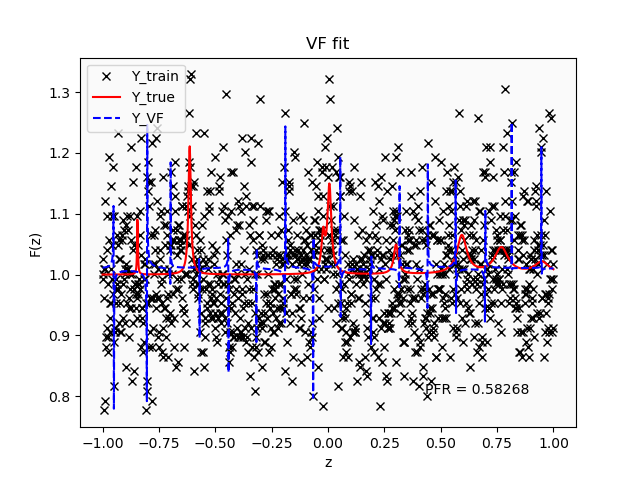 VF fit
Y_train
Y_true
Y_VF
1.3
1.2
1.1
1.0
0.9
0.8
F(z)
PFR = 0.58268
−1.00 −0.75 −0.50 −0.25 0.00 0.25 0.50 0.75 1.00
z